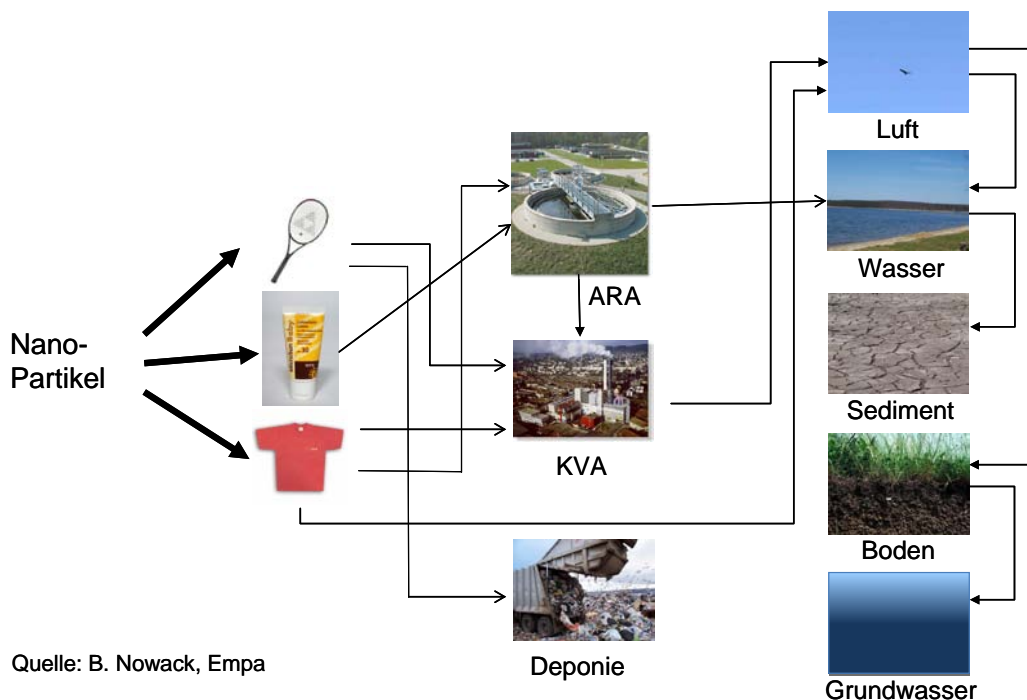 Nano-
Partikel
ARA
KVA
Deponie
Luft
Wasser
Sediment
Boden
Grundwasser
Quelle: B. Nowack, Empa